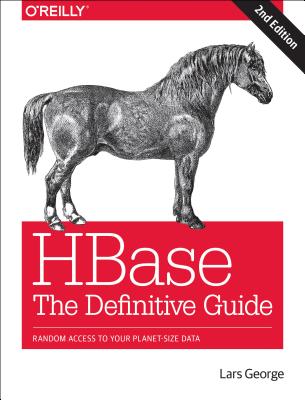 O'REILLY®
2nd Edition
HBase
The Definitive Guide
RANDOM ACCESS TO YOUR PLANET-SIZE DATA
Lars George